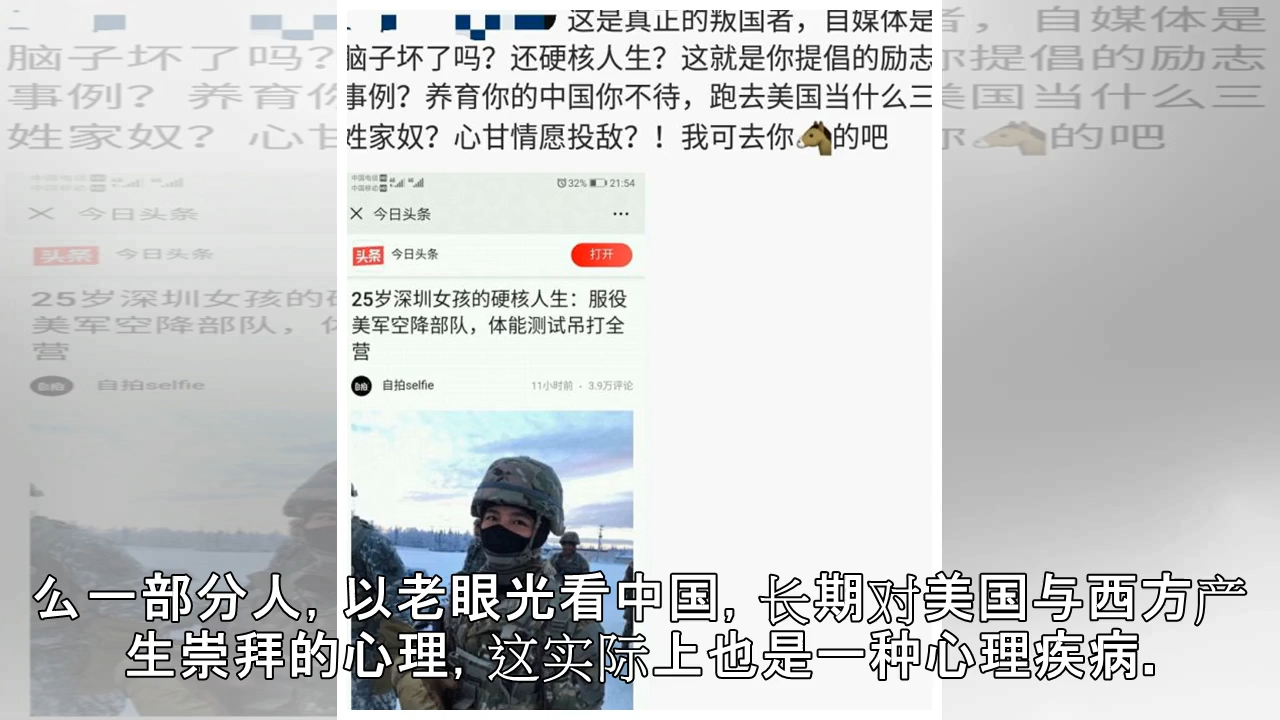 这是真正的叛国者，自媒体是
脑子坏了吗？还硬核人生？这就是你提倡的励志
事例？养育你的中国你不待，跑去美国当什么三
姓家奴？心甘情愿投敌？！我可去你🐴的吧
中国电信 HD 4G 4G 32% 21:54
中国移动 HD
× 今日头条 ...
头条 今日头条 打开
25岁深圳女孩的硬核人生：服役
美军空降部队，体能测试吊打全
营
自拍 自拍selfie 11小时前 · 3.9万评论
么一部分人, 以老眼光看中国, 长期对美国与西方产
生崇拜的心理, 这实际上也是一种心理疾病.